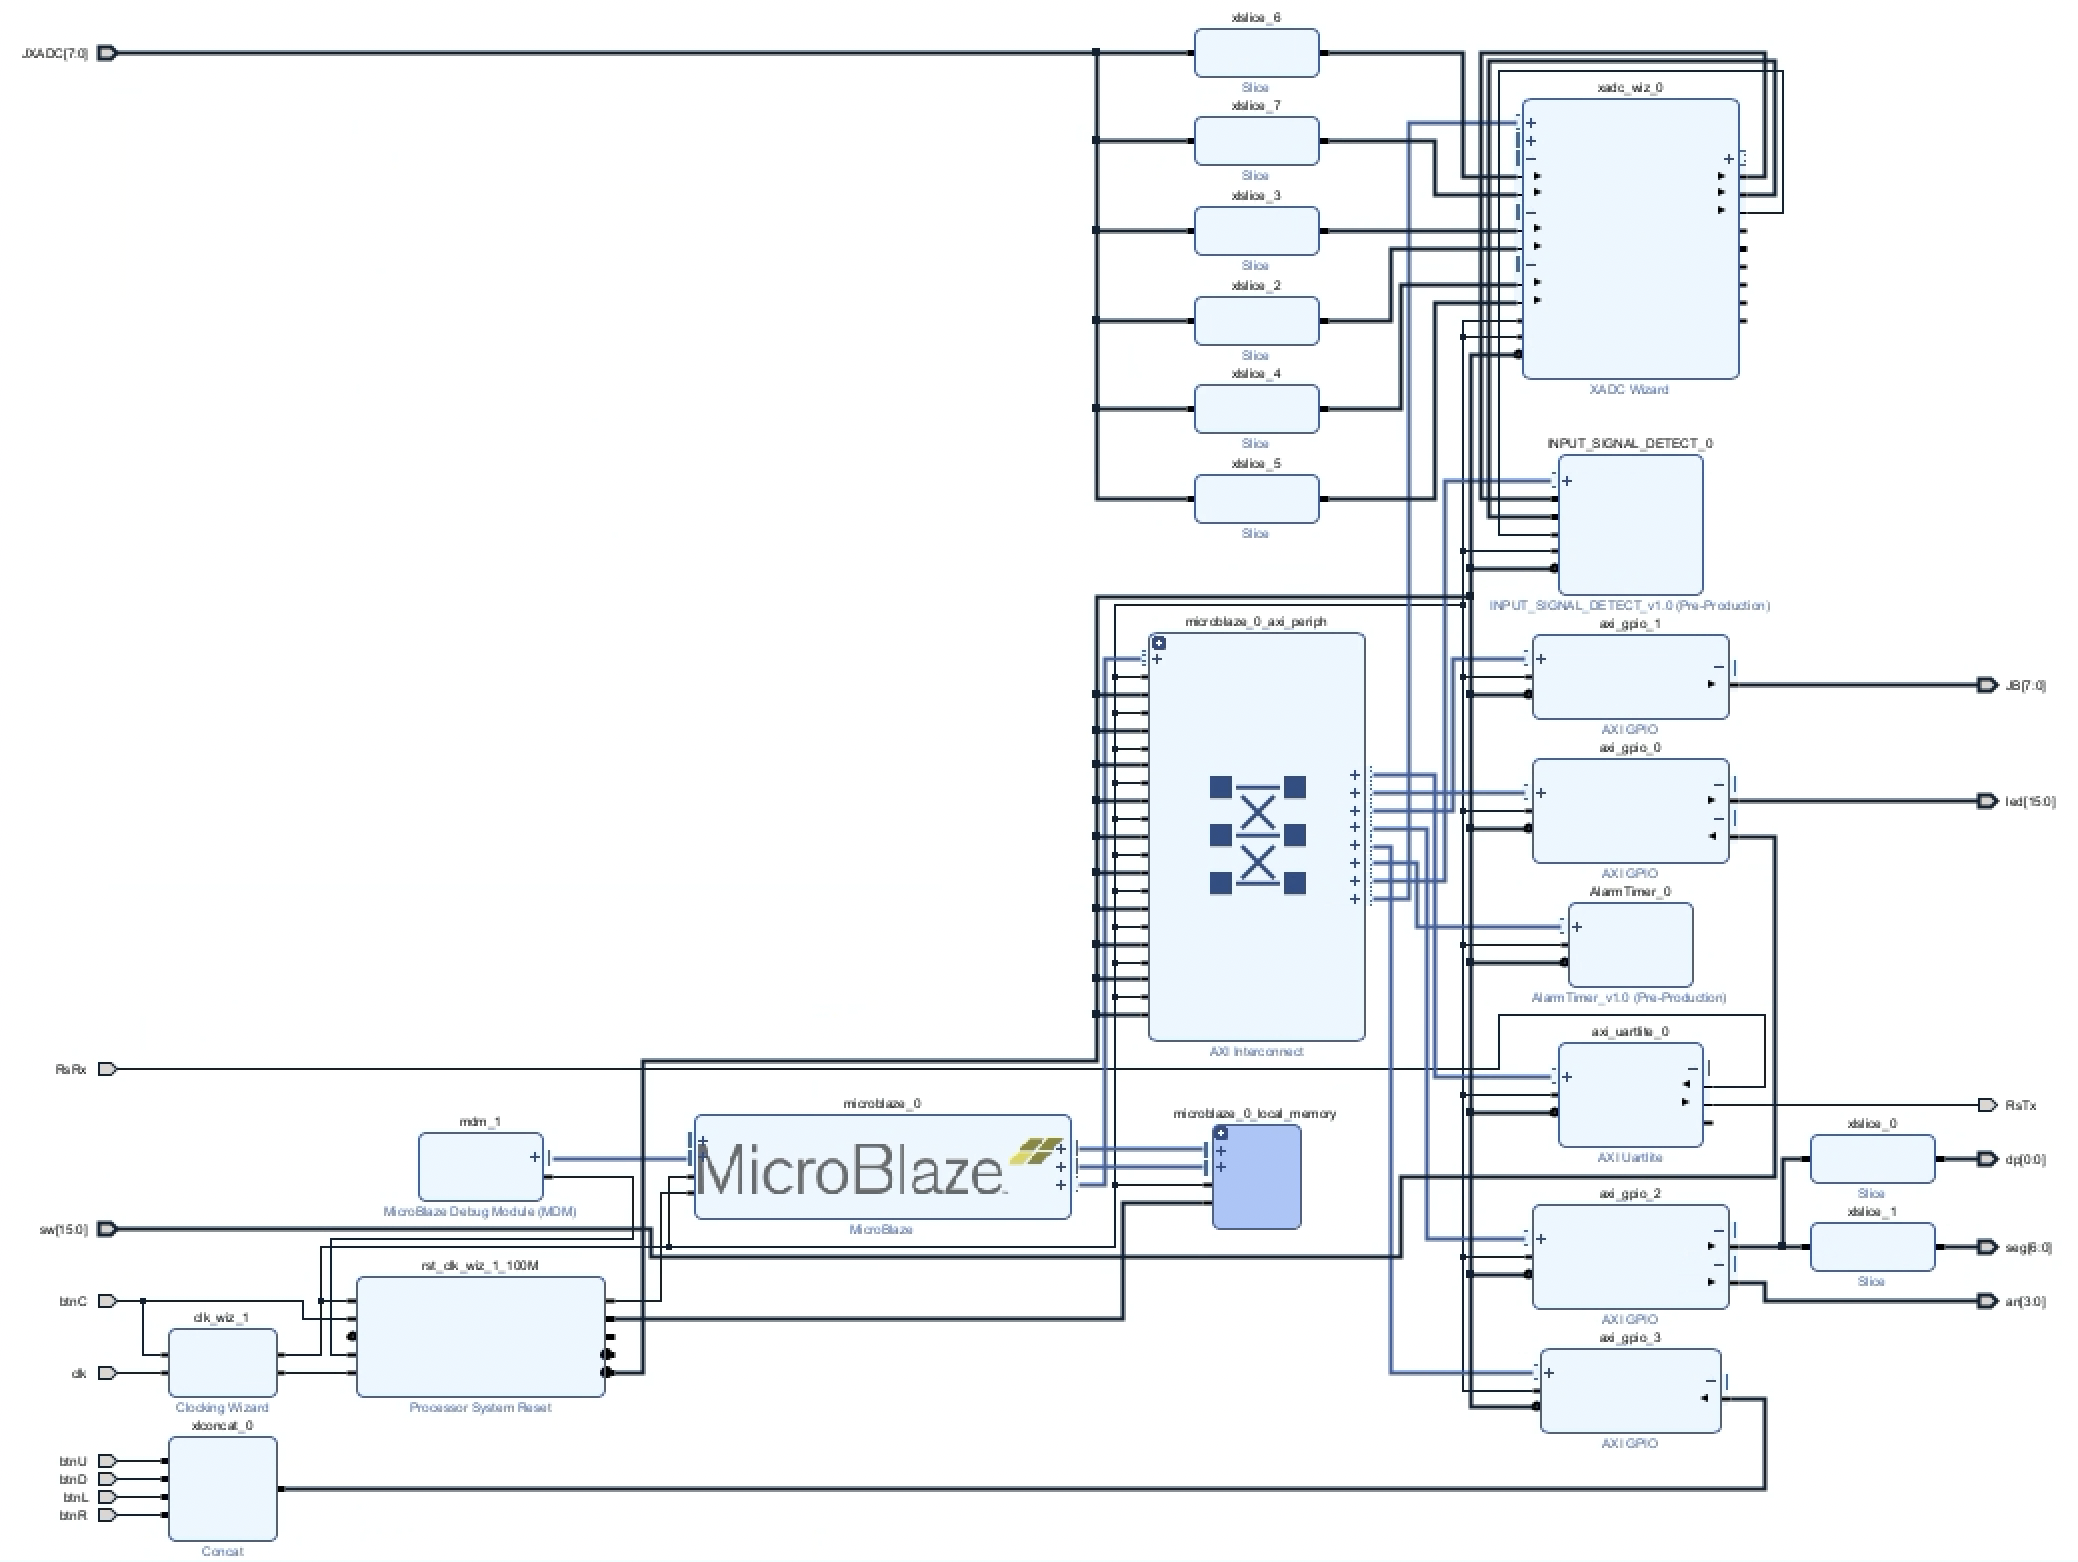 xlslice_6
JXADC[7:0]
Slice
xlslice_7
xadc_wiz_0
Slice
xlslice_3
Slice
xlslice_2
Slice
xlslice_4
XADC Wizard
Slice
xlslice_5
INPUT_SIGNAL_DETECT_0
Slice
INPUT_SIGNAL_DETECT_v1.0 (Pre-Production)
microblaze_0_axi_periph
axi_gpio_1
JB[7:0]
AXI GPIO
axi_gpio_0
led[15:0]
AXI GPIO
AlarmTimer_0
AlarmTimer_v1.0 (Pre-Production)
axi_uartlite_0
AXI Interconnect
RsRx
microblaze_0
RsTx
mdm_1
microblaze_0_local_memory
xlslice_0
MicroBlaze
AXI Uartlite
dp[0:0]
Slice
axi_gpio_2
MicroBlaze Debug Module (MDM)
xlslice_1
sw[15:0]
MicroBlaze
seg[6:0]
rst_clk_wiz_1_100M
Slice
btnC
an[3:0]
clk_wiz_1
AXI GPIO
axi_gpio_3
clk
Clocking Wizard
Processor System Reset
xlconcat_0
AXI GPIO
btnU
btnD
btnL
btnR
Concat